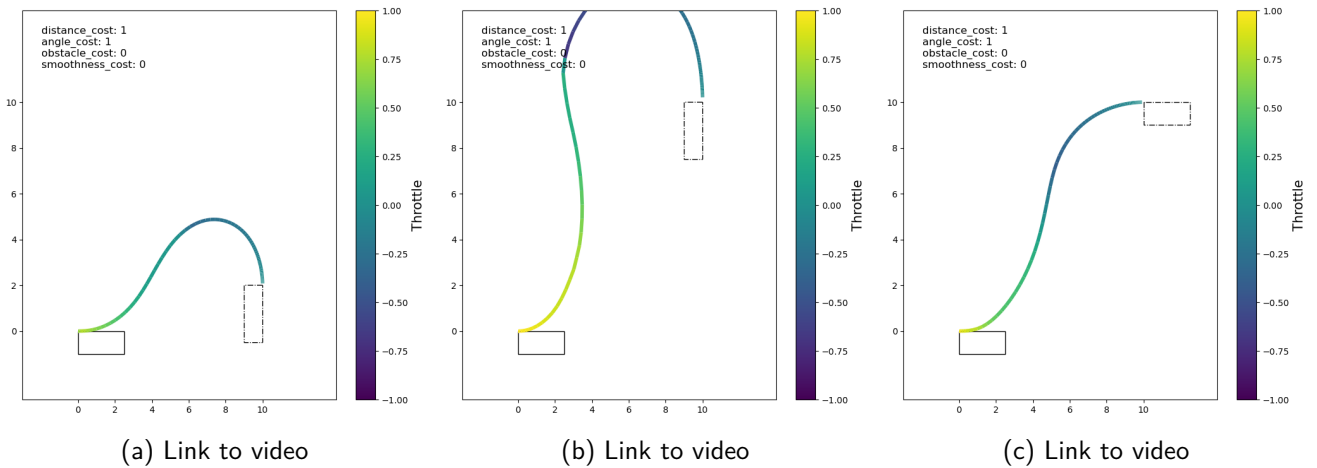 distance_cost: 1
angle_cost: 1
obstacle_cost: 0
smoothness_cost: 0
10
8
6
4
2
0
0 2 4 6 8 10
1.00
0.75
0.50
0.25
0.00
−0.25
−0.50
−0.75
−1.00
Throttle
(a) Link to video
distance_cost: 1
angle_cost: 1
obstacle_cost: 0
smoothness_cost: 0
10
8
6
4
2
0
0 2 4 6 8 10
1.00
0.75
0.50
0.25
0.00
−0.25
−0.50
−0.75
−1.00
Throttle
(b) Link to video
distance_cost: 1
angle_cost: 1
obstacle_cost: 0
smoothness_cost: 0
10
8
6
4
2
0
0 2 4 6 8 10
1.00
0.75
0.50
0.25
0.00
−0.25
−0.50
−0.75
−1.00
Throttle
(c) Link to video